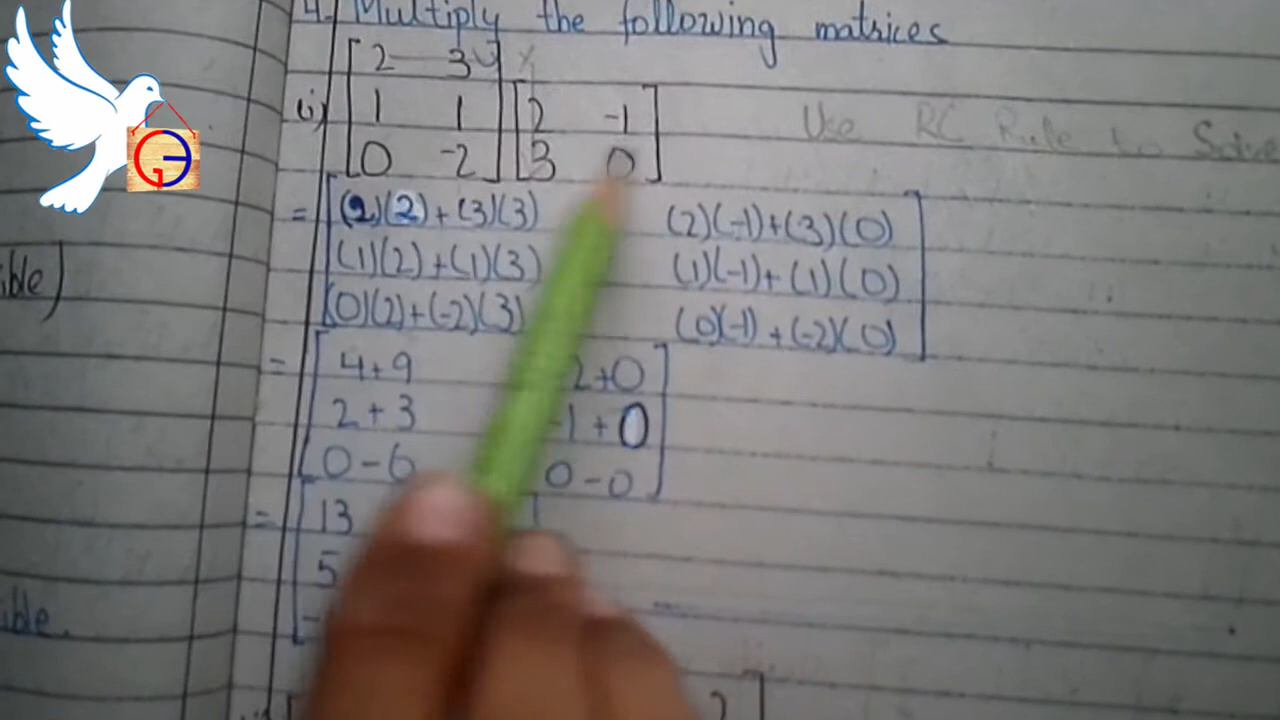 4. Multiply the following matrices
2 3
(i) 1 1 2 -1 Use RC Rule to Solve
0 -2 3 0
= (2)(2)+(3)(3) (2)(-1)+(3)(0)
(1)(2)+(1)(3) (1)(-1)+(1)(0)
ible)
(0)(2)+(-2)(3) (0)(-1)+(-2)(0)
= 4+9 2+0
2+3 -1+0
0-6 0-0
= 13
5
-
ible.
2